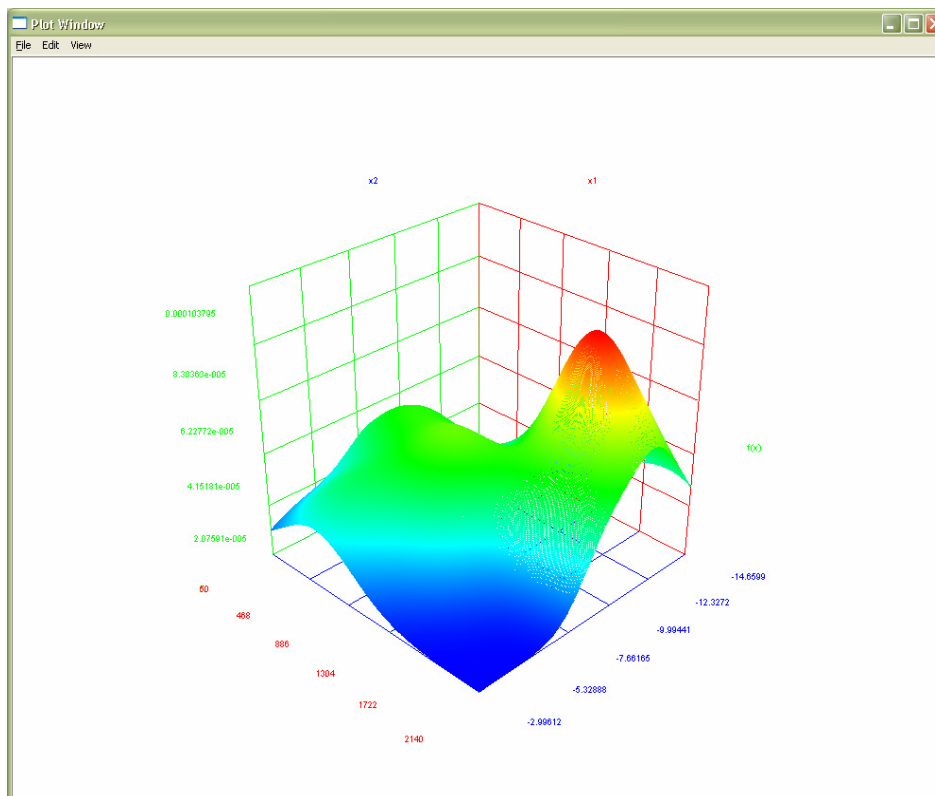 Plot Window
File Edit View
x2
x1
0.000103795
8.30363e-005
6.22772e-005
4.15181e-005
2.07591e-005
f(x)
60
468
886
1304
1722
2140
-14.6599
-12.3272
-9.99441
-7.66165
-5.32888
-2.99612